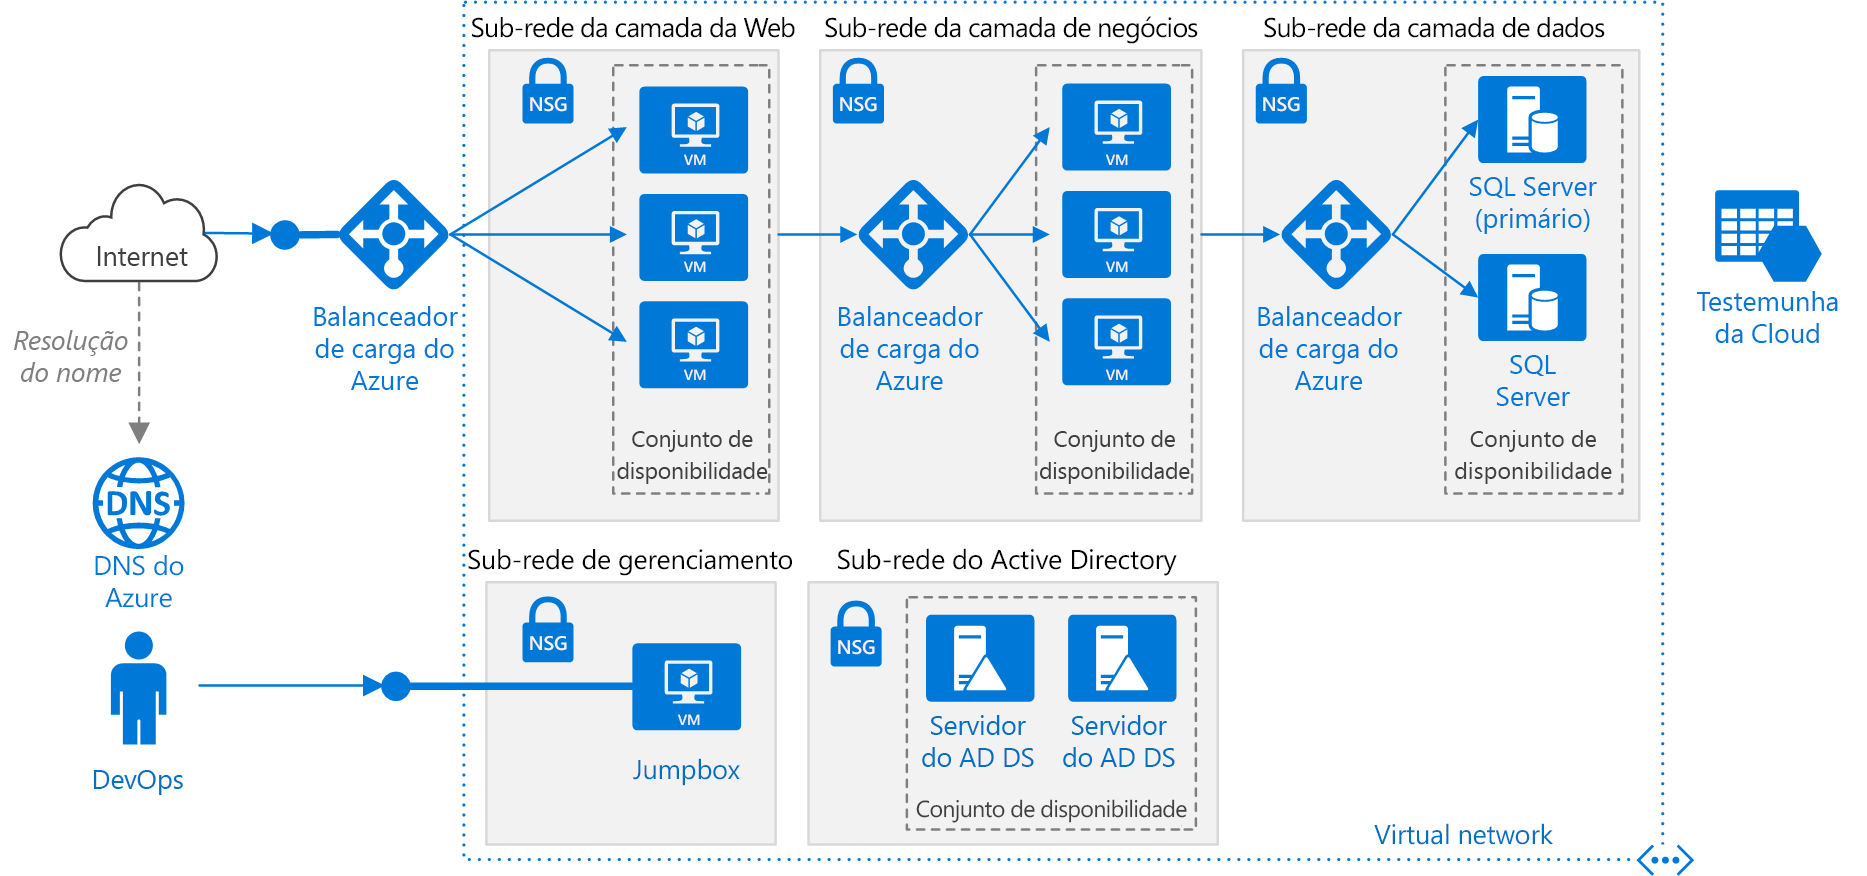 Sub-rede da camada da Web
Sub-rede da camada de negócios
Sub-rede da camada de dados
NSG
NSG
NSG
VM
VM
VM
VM
VM
VM
SQL Server
(primário)
SQL
Server
Internet
Balanceador
de carga do
Azure
Balanceador
de carga do
Azure
Balanceador
de carga do
Azure
Testemunha
da Cloud
Resolução
do nome
Conjunto de
disponibilidade
Conjunto de
disponibilidade
Conjunto de
disponibilidade
DNS
DNS do
Azure
Sub-rede de gerenciamento
Sub-rede do Active Directory
NSG
NSG
VM
Jumpbox
Servidor
do AD DS
Servidor
do AD DS
Conjunto de disponibilidade
DevOps
Virtual network